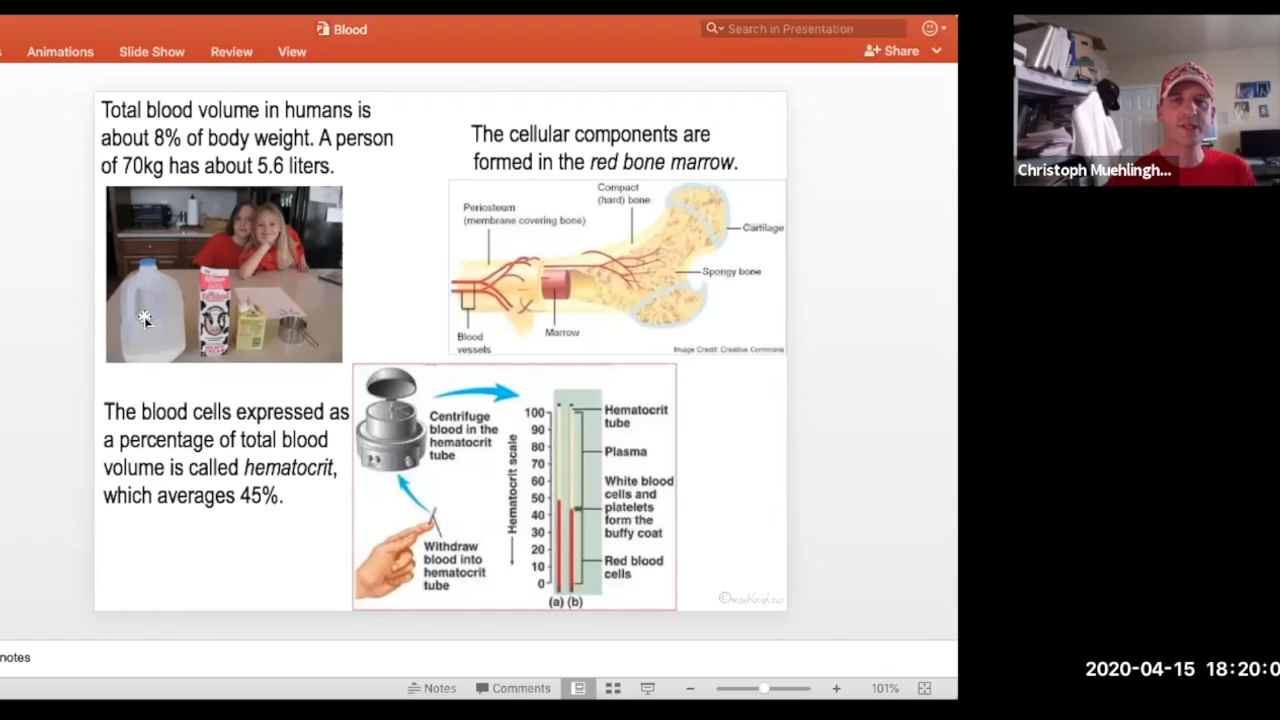 Blood
Search in Presentation
Animations
Slide Show
Review
View
Share
Total blood volume in humans is
about 8% of body weight. A person
of 70kg has about 5.6 liters.
The cellular components are
formed in the red bone marrow.
Compact
(hard) bone
Periosteum
(membrane covering bone)
Cartilage
Spongy bone
Blood
vessels
Marrow
Image Credit: Creative Commons
The blood cells expressed as
a percentage of total blood
volume is called hematocrit,
which averages 45%.
Centrifuge
blood in the
hematocrit
tube
Withdraw
blood into
hematocrit
tube
Hematocrit scale
100
90
80
70
60
50
40
30
20
10
0
(a) (b)
Hematocrit
tube
Plasma
White blood
cells and
platelets
form the
buffy coat
Red blood
cells
notes
Notes
Comments
101%
Christoph Muehlingh...
2020-04-15 18:20:0